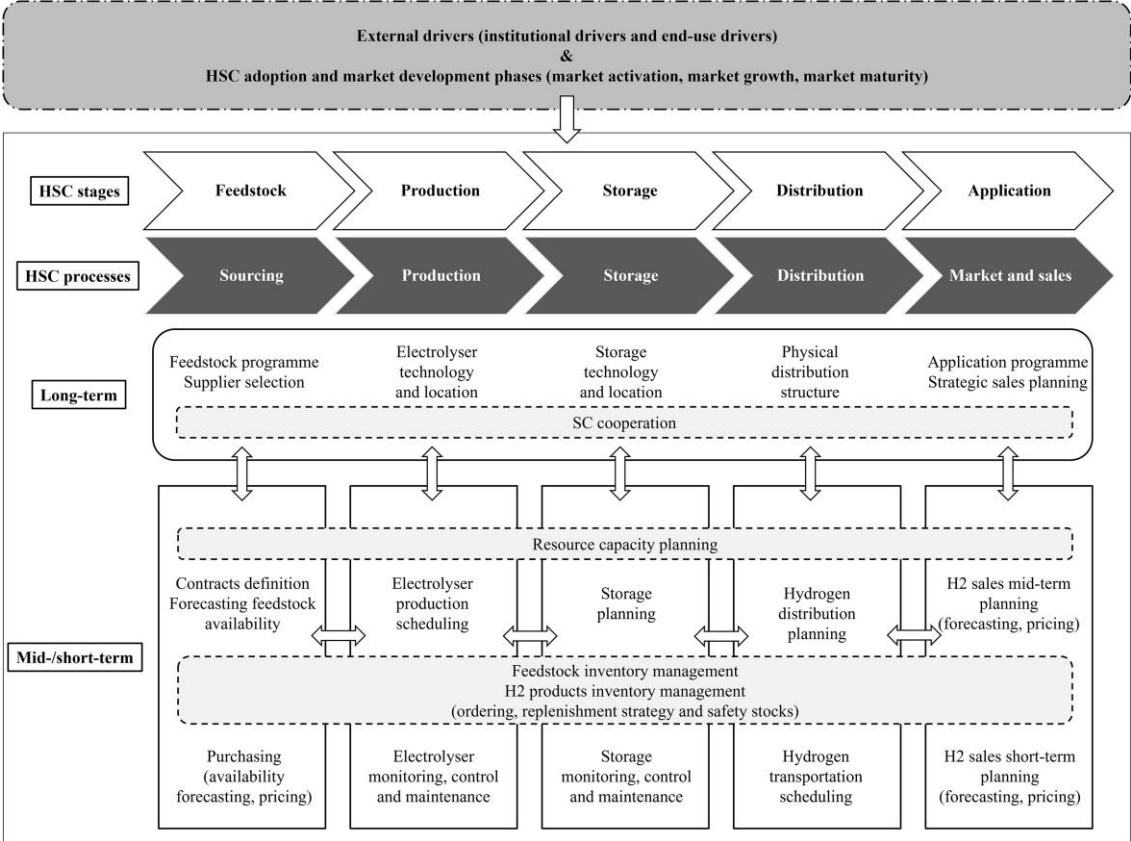 External drivers (institutional drivers and end-use drivers)
&
HSC adoption and market development phases (market activation, market growth, market maturity)
HSC stages
Feedstock
Production
Storage
Distribution
Application
HSC processes
Sourcing
Production
Storage
Distribution
Market and sales
Long-term
Feedstock programme
Supplier selection
Electrolyser
technology
and location
Storage
technology
and location
Physical
distribution
structure
Application programme
Strategic sales planning
SC cooperation
Mid-/short-term
Resource capacity planning
Contracts definition
Forecasting feedstock
availability
Electrolyser
production
scheduling
Storage
planning
Hydrogen
distribution
planning
H2 sales mid-term
planning
(forecasting, pricing)
Feedstock inventory management
H2 products inventory management
(ordering, replenishment strategy and safety stocks)
Purchasing
(availability
forecasting, pricing)
Electrolyser
monitoring, control
and maintenance
Storage
monitoring, control
and maintenance
Hydrogen
transportation
scheduling
H2 sales short-term
planning
(forecasting, pricing)